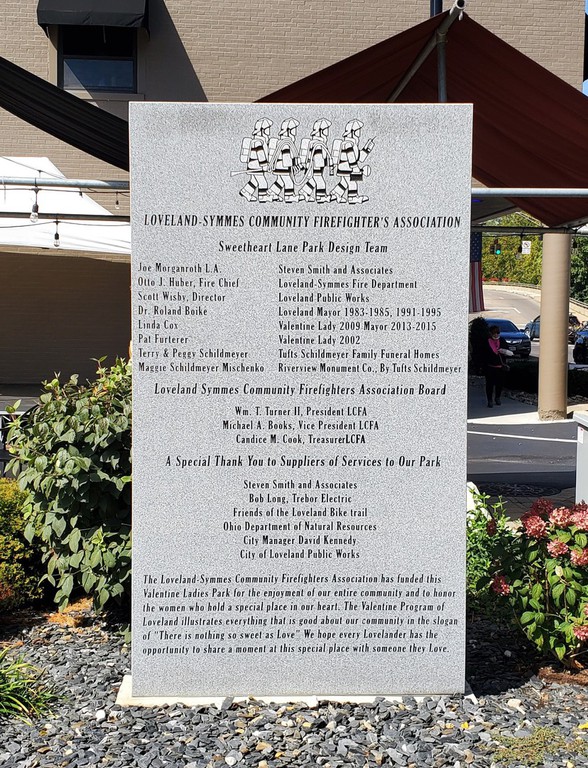 LOVELAND-SYMMES COMMUNITY FIREFIGHTER'S ASSOCIATION
Sweetheart Lane Park Design Team
Joe Morganroth L.A. Steven Smith and Associates
Otto J. Huber, Fire Chief Loveland-Symmes Fire Department
Scott Wisby, Director Loveland Public Works
Dr. Roland Boike Loveland Mayor 1983-1985, 1991-1995
Linda Cox Valentine Lady 2009 Mayor 2013-2015
Pat Furterer Valentine Lady 2002
Terry & Peggy Schildmeyer Tufts Schildmeyer Family Funeral Homes
Maggie Schildmeyer Mischenko Riverview Monument Co., By Tufts Schildmeyer
Loveland Symmes Community Firefighters Association Board
Wm. T. Turner II, President LCFA
Michael A. Books, Vice President LCFA
Candice M. Cook, TreasurerLCFA
A Special Thank You to Suppliers of Services to Our Park
Steven Smith and Associates
Bob Long, Trebor Electric
Friends of the Loveland Bike trail
Ohio Department of Natural Resources
City Manager David Kennedy
City of Loveland Public Works
The Loveland-Symmes Community Firefighters Association has funded this
Valentine Ladies Park for the enjoyment of our entire community and to honor
the women who hold a special place in our heart. The Valentine Program of
Loveland illustrates everything that is good about our community in the slogan
of "There is nothing so sweet as Love" We hope every Lovelander has the
opportunity to share a moment at this special place with someone they Love.